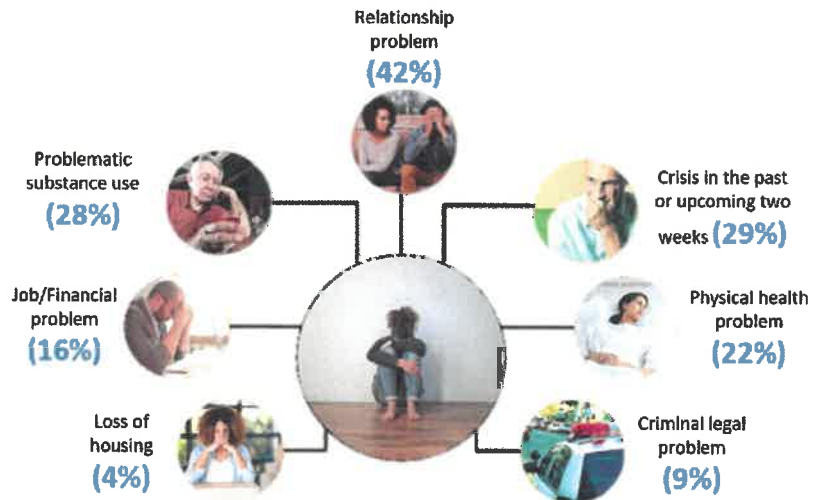 Relationship
problem
(42%)
Problematic
substance use
(28%)
Crisis in the past
or upcoming two
weeks (29%)
Job/Financial
problem
(16%)
Physical health
problem
(22%)
Loss of
housing
(4%)
Criminal legal
problem
(9%)